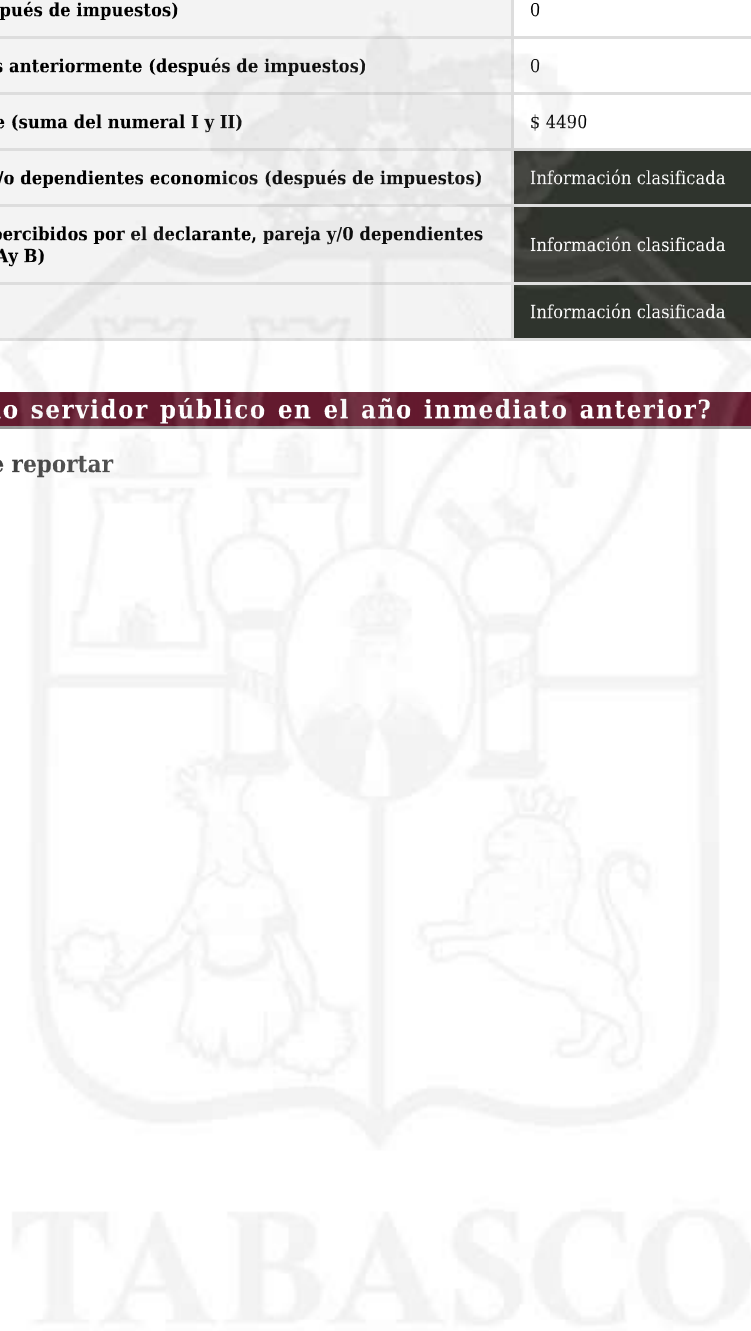 pués de impuestos)
0
s anteriormente (después de impuestos)
0
e (suma del numeral I y II)
$ 4490
/o dependientes economicos (después de impuestos)
Información clasificada
percibidos por el declarante, pareja y/0 dependientes
Ay B)
Información clasificada
Información clasificada
o servidor público en el año inmediato anterior?
e reportar
TABASCO